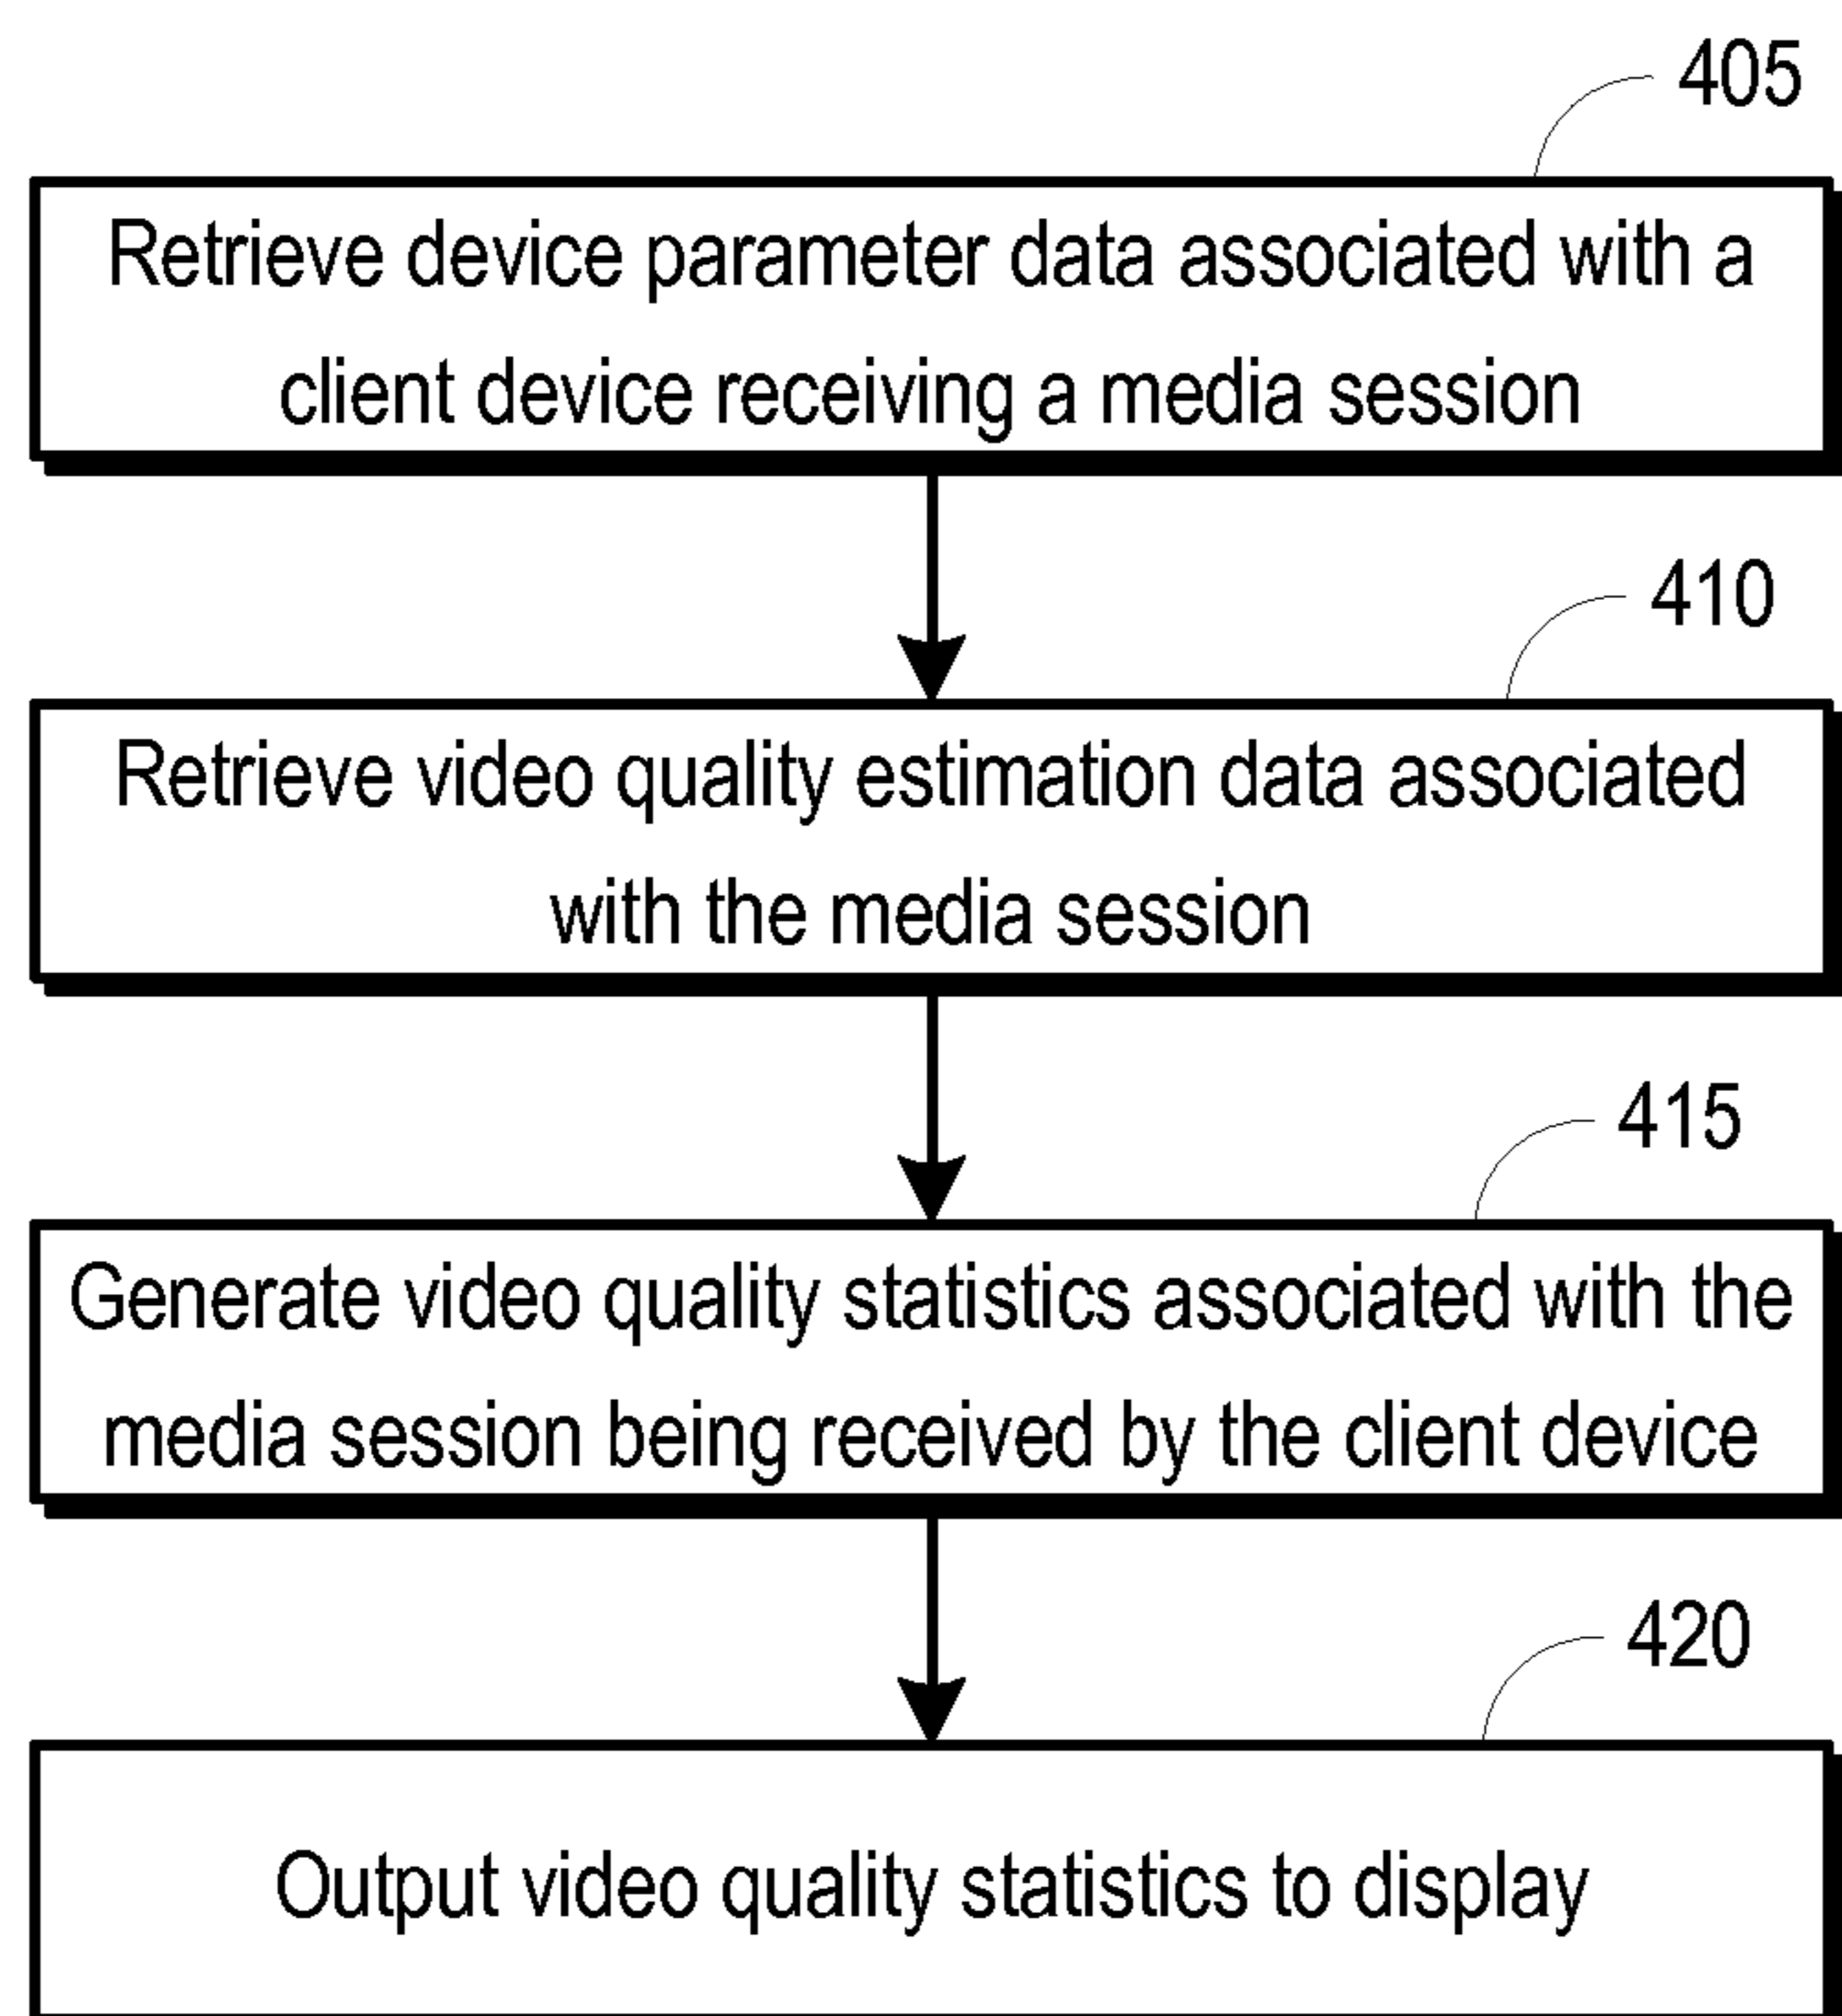 405
Retrieve device parameter data associated with a
client device receiving a media session
410
Retrieve video quality estimation data associated
with the media session
415
Generate video quality statistics associated with the
media session being received by the client device
420
Output video quality statistics to display